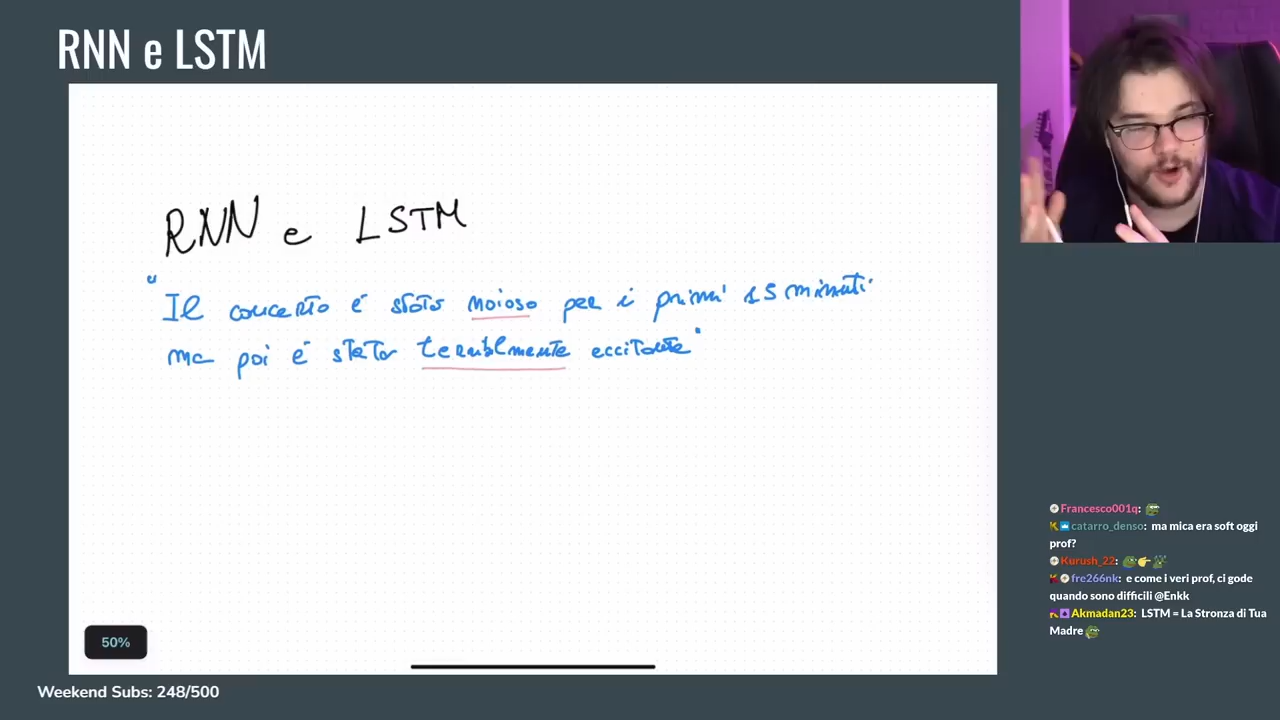 RNN e LSTM
RNN e LSTM
"Il concerto è stato noioso per i primi 15 minuti
ma poi è stato terribilmente eccitante"
50%
Weekend Subs: 248/500
Francesco001q:
catarro_denso: ma mica era soft oggi
prof?
Kurush_22:
fre266nk: e come i veri prof, ci gode
quando sono difficili @Enkk
Akmadan23: LSTM = La Stronza di Tua
Madre